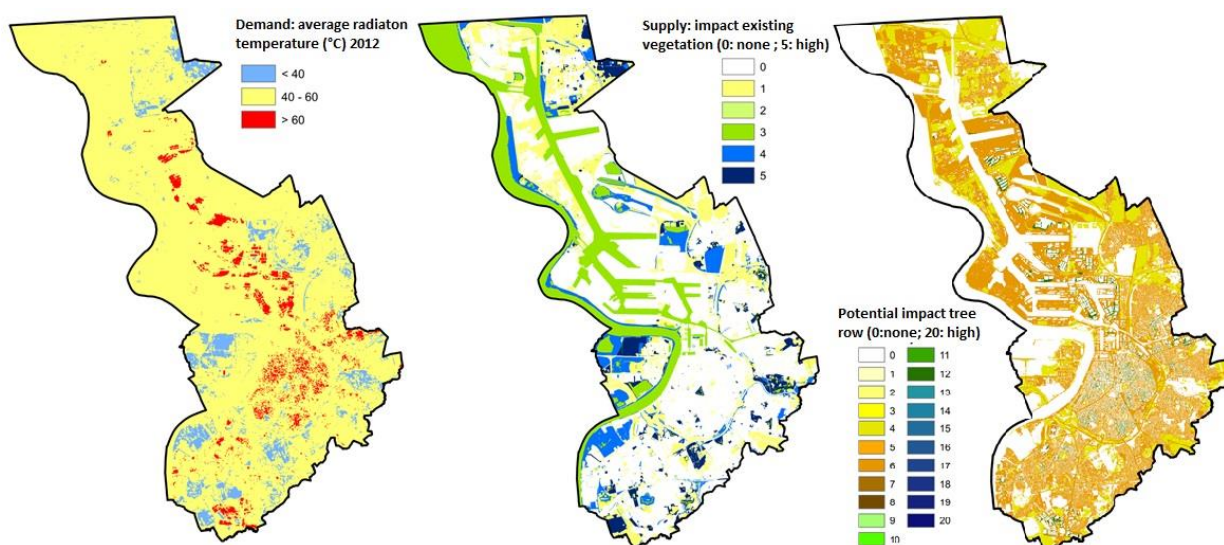 Demand: average radiaton
temperature (°C) 2012
< 40
40 - 60
> 60
Supply: impact existing
vegetation (0: none ; 5: high)
0
1
2
3
4
5
Potential impact tree
row (0:none; 20: high)
0 11
1 12
2 13
3 14
4 15
5 16
6 17
7 18
8 19
9 20
10